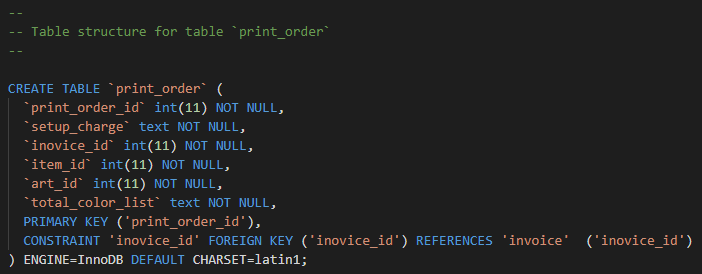 --
-- Table structure for table `print_order`
--
CREATE TABLE `print_order` (
`print_order_id` int(11) NOT NULL,
`setup_charge` text NOT NULL,
`inovice_id` int(11) NOT NULL,
`item_id` int(11) NOT NULL,
`art_id` int(11) NOT NULL,
`total_color_list` text NOT NULL,
PRIMARY KEY ('print_order_id'),
CONSTRAINT 'inovice_id' FOREIGN KEY ('inovice_id') REFERENCES 'invoice'  ('inovice_id')
) ENGINE=InnoDB DEFAULT CHARSET=latin1;